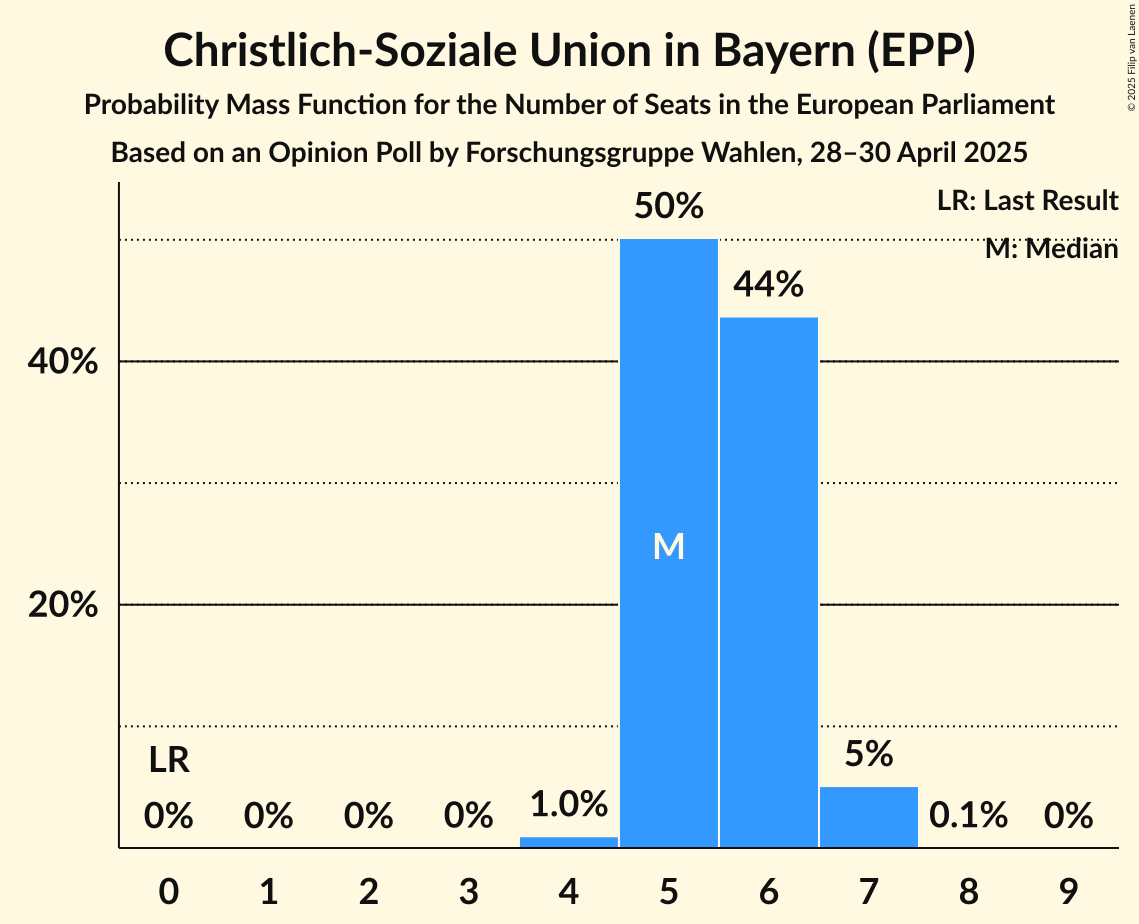 Christlich-Soziale Union in Bayern (EPP)
Probability Mass Function for the Number of Seats in the European Parliament
Based on an Opinion Poll by Forschungsgruppe Wahlen, 28–30 April 2025
© 2025 Filip van Laenen
LR: Last Result
M: Median
50%
44%
40%
M
20%
LR
5%
0% 0% 0% 0% 1.0% 0.1% 0%
0 1 2 3 4 5 6 7 8 9